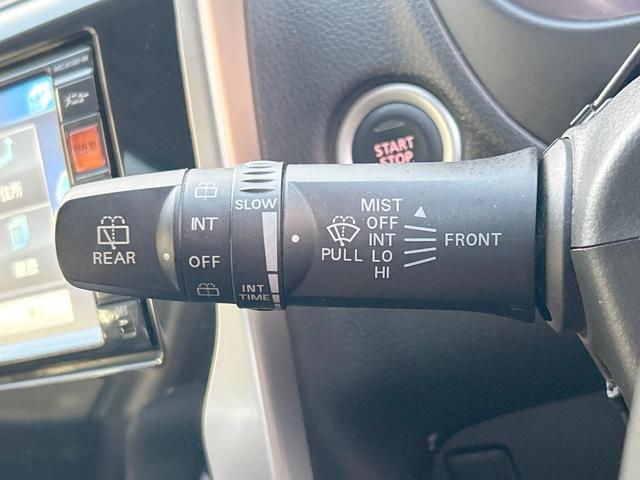 START
STOP
SLOW
INT
OFF
INT
TIME
REAR
MIST
OFF
INT
LO
HI
PULL
FRONT